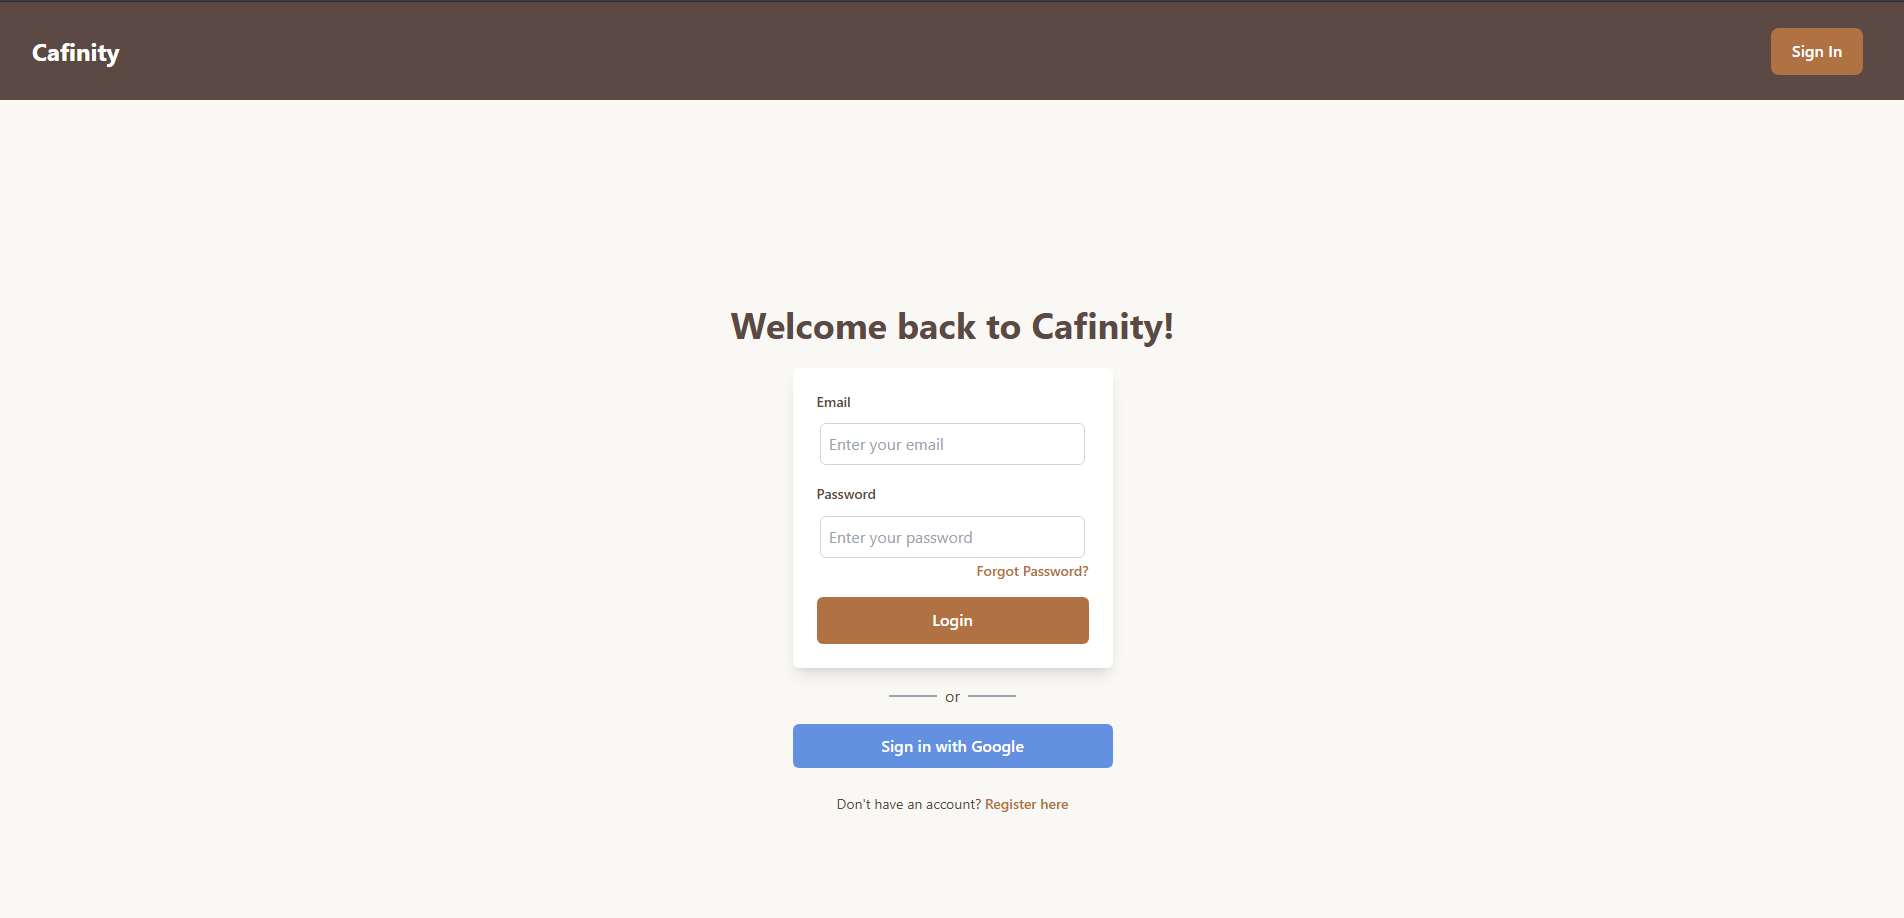 Cafinity
Sign In
Welcome back to Cafinity!
Email
Enter your email
Password
Enter your password
Forgot Password?
Login
or
Sign in with Google
Don't have an account? Register here